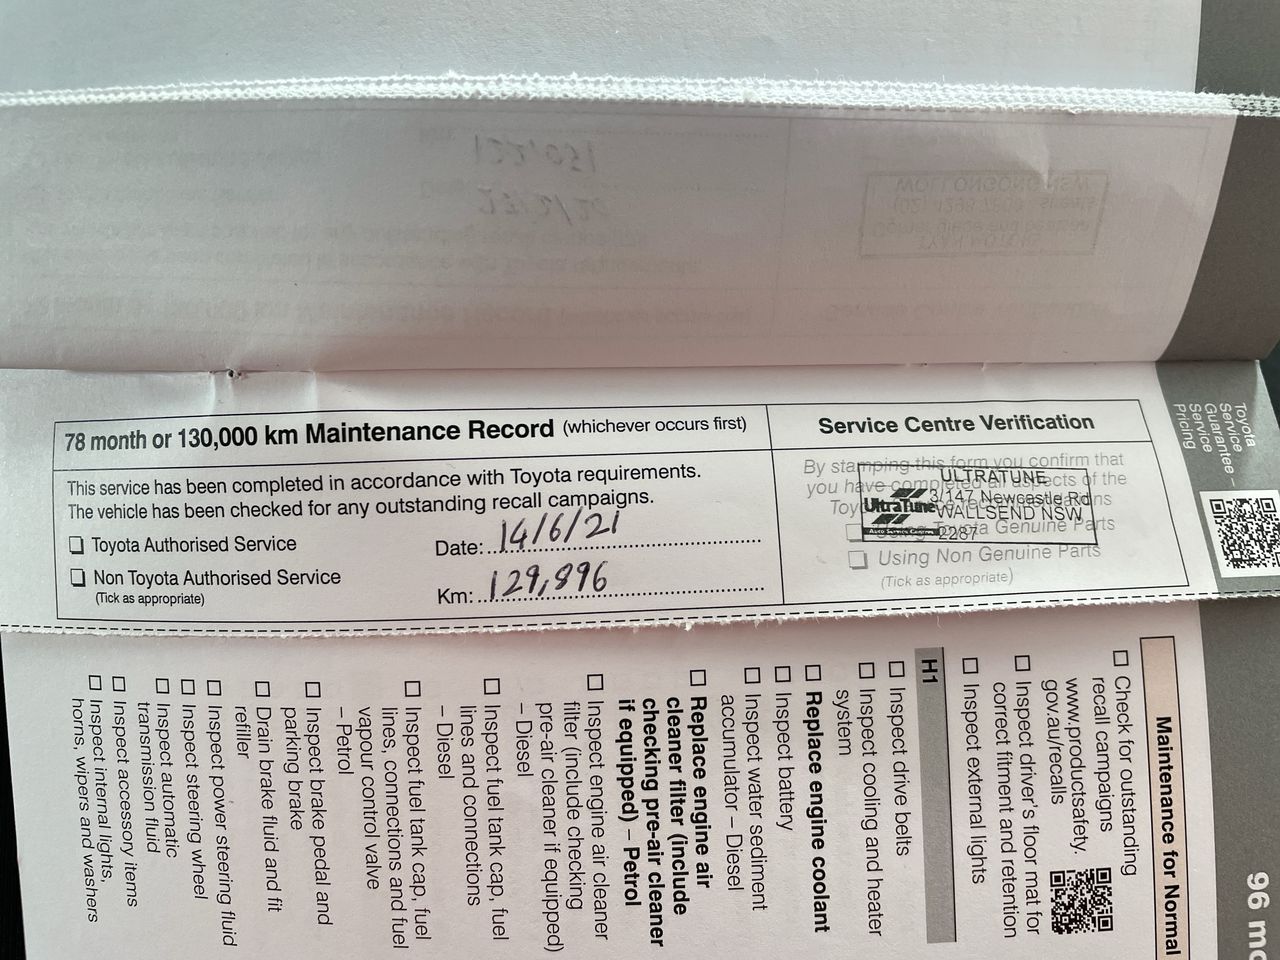 78 month or 130,000 km Maintenance Record (whichever occurs first)
This service has been completed in accordance with Toyota requirements.
The vehicle has been checked for any outstanding recall campaigns.
❏ Toyota Authorised Service
❏ Non Toyota Authorised Service
(Tick as appropriate)
Date: 14/6/21
Km: 129,896
Service Centre Verification
By stamping this form you confirm that
you have completed all aspects of the
Using Toyota Genuine Parts
❏ Using Non Genuine Parts
(Tick as appropriate)
UltraTune
Auto Service Centres
ULTRATUNE
3/147 Newcastle Rd
WALLSEND NSW
2287
Toyota
Service
Guarantee –
Service
Pricing
96 mo
Maintenance for Normal
☐ Check for outstanding
recall campaigns
www.productsafety.
gov.au/recalls
☐ Inspect driver's floor mat for
correct fitment and retention
☐ Inspect external lights
H1
☐ Inspect drive belts
☐ Inspect cooling and heater
system
☐ Replace engine coolant
☐ Inspect battery
☐ Inspect water sediment
accumulator – Diesel
☐ Replace engine air
cleaner filter (include
checking pre-air cleaner
if equipped) – Petrol
☐ Inspect engine air cleaner
filter (include checking
pre-air cleaner if equipped)
– Diesel
☐ Inspect fuel tank cap, fuel
lines and connections
– Diesel
☐ Inspect fuel tank cap, fuel
lines, connections and fuel
vapour control valve
– Petrol
☐ Inspect brake pedal and
parking brake
☐ Drain brake fluid and fit
refiller
☐ Inspect power steering fluid
☐ Inspect steering wheel
☐ Inspect automatic
transmission fluid
☐ Inspect accessory items
☐ Inspect internal lights,
horns, wipers and washers